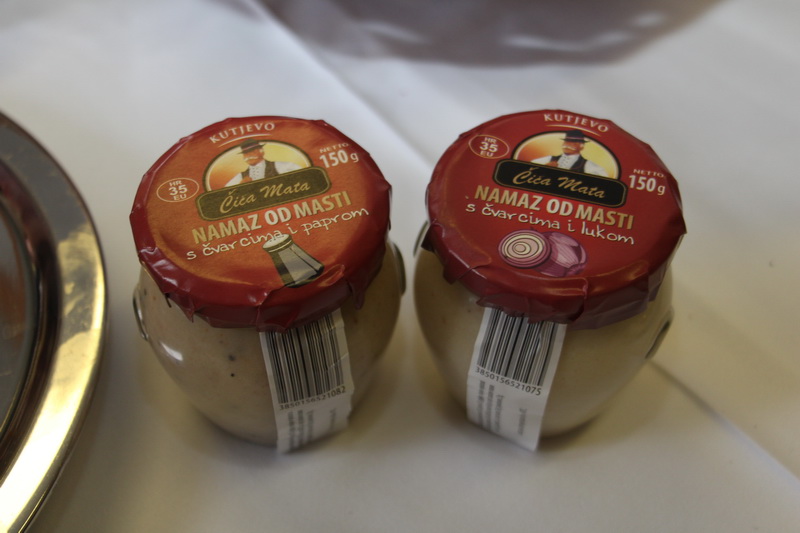 KUTJEVO
HR
35
EU
NETTO
150g
Čiča Mata
NAMAZ OD MASTI
s čvarcima i paprom
3850156521082
KUTJEVO
HR
35
EU
NETTO
150g
Čiča Mata
NAMAZ OD MASTI
s čvarcima i lukom
3850156521075